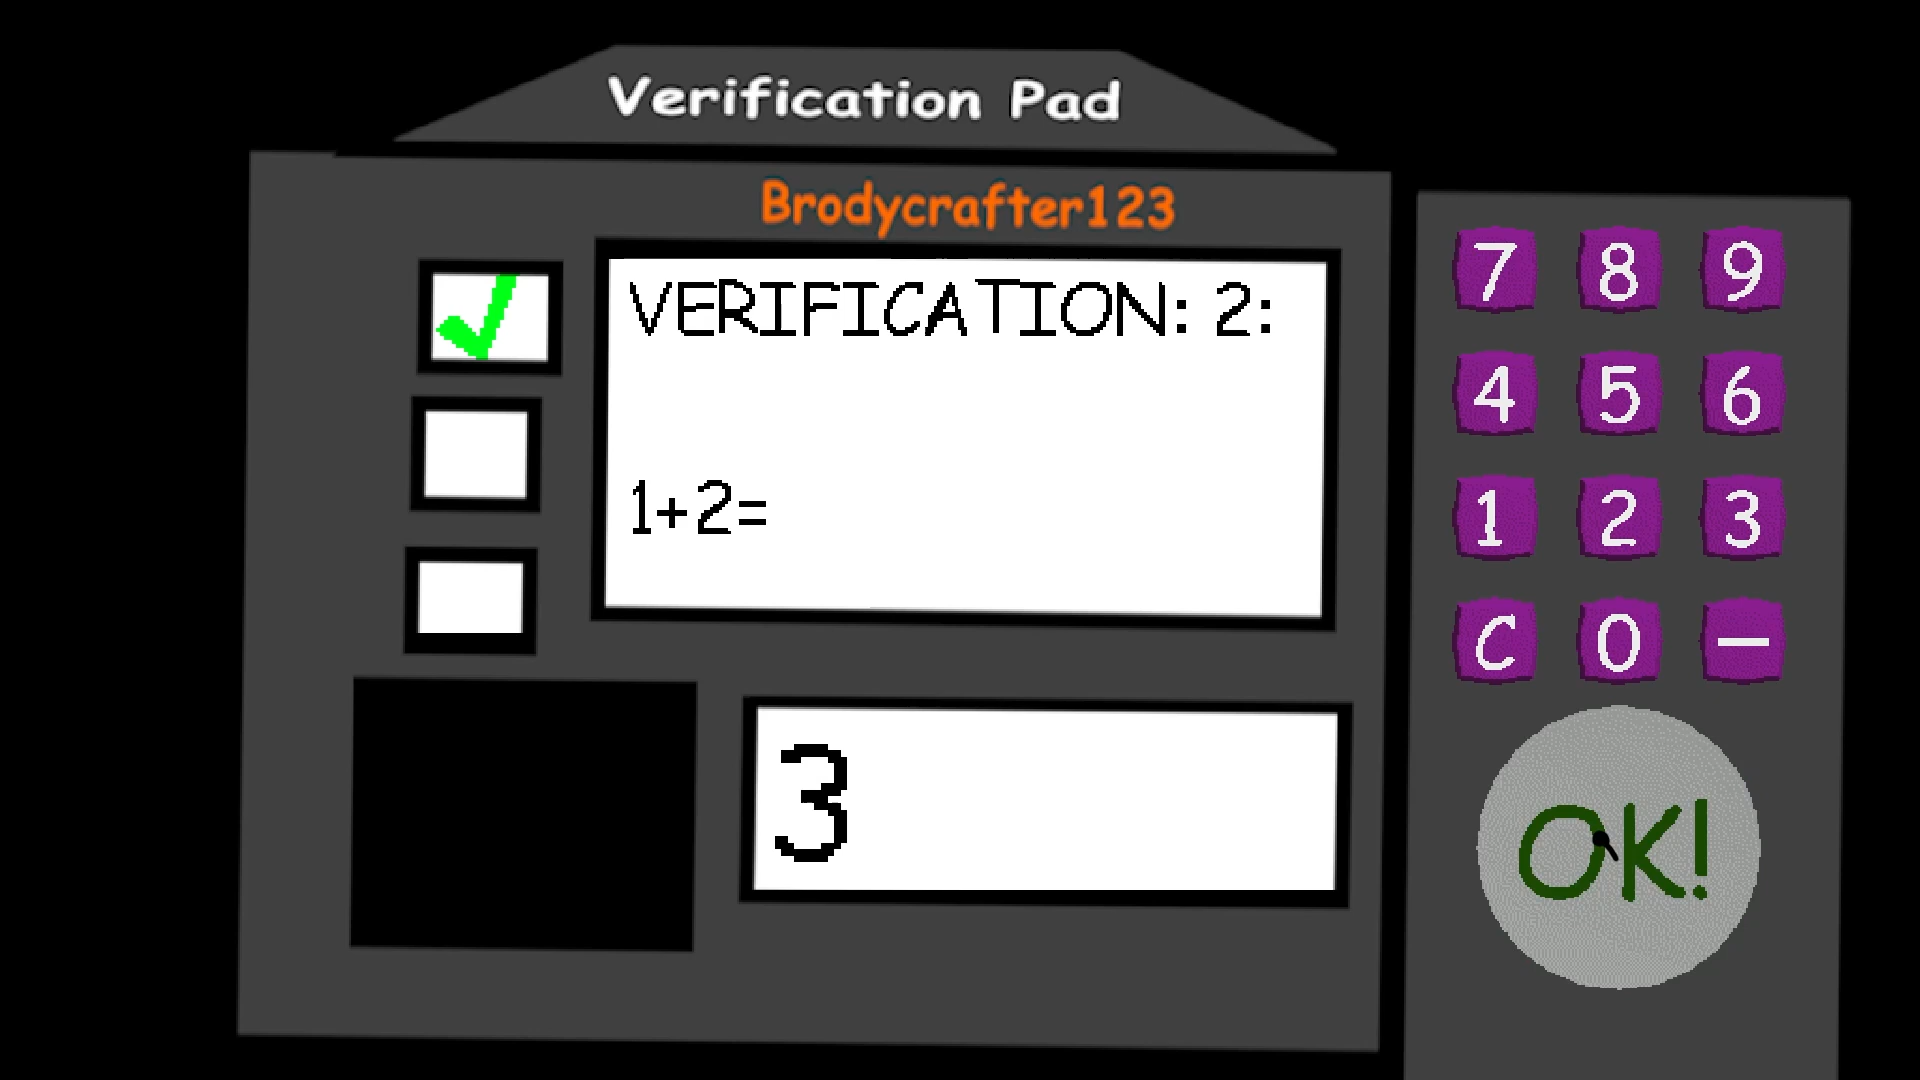 Verification Pad
Brodycrafter123
VERIFICATION: 2:
1+2=
3
7 8 9
4 5 6
1 2 3
C 0 —
OK!